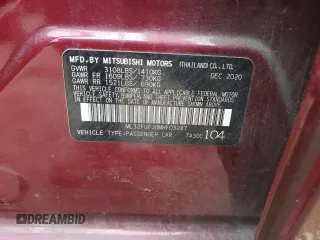 MFD.BY MITSUBISHI MOTORS (THAILAND)CO.,LTD.
GVWR 3108LBS/1410KG DEC 2020
GAWR FR 1609LBS/ 730KG
GAWR RR 1521LBS/ 690KG
THIS VEHICLE CONFORMS TO ALL APPLICABLE
FEDERAL MOTOR VEHICLE SAFETY, BUMPER,
AND THEFT PREVENTION STANDARDS IN EFFECT
ON THE DATE OF MANUFACTURE SHOWN ABOVE.
VEHICLE TYPE=PASSENGER CAR 104
AUTOBIDMASTER